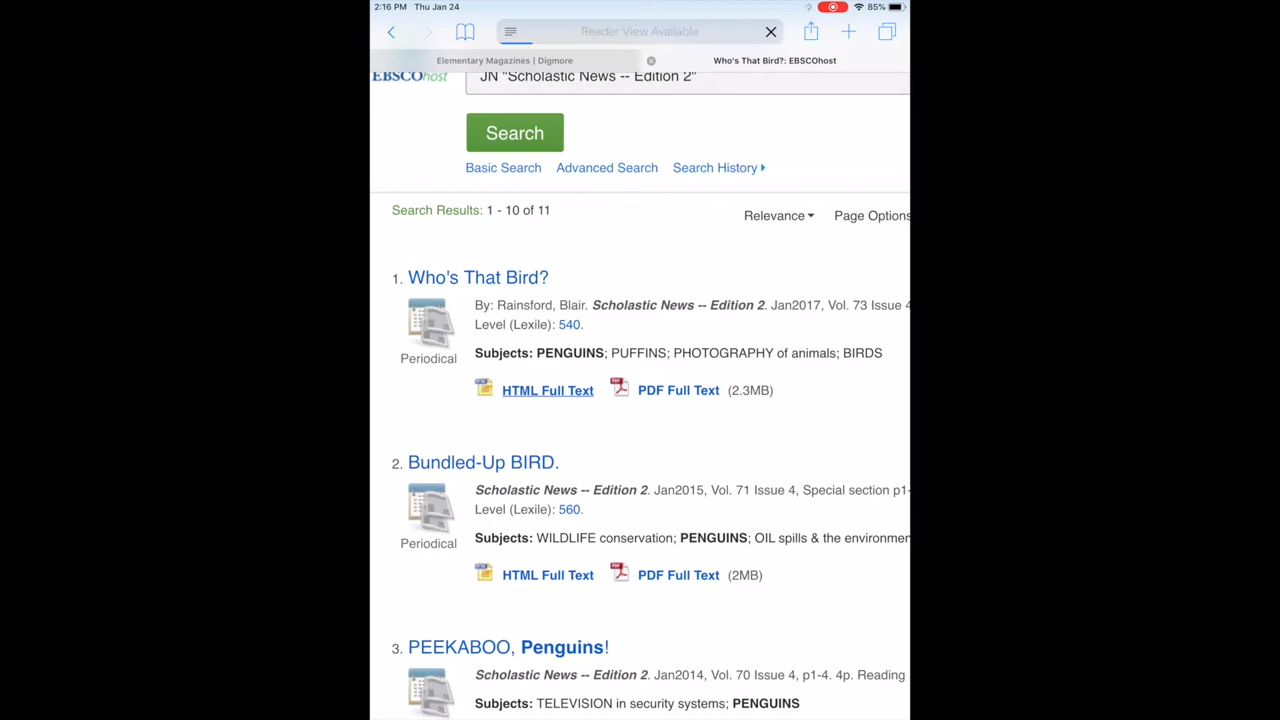 2:16 PM Thu Jan 24
85%
Reader View Available
Elementary Magazines | Digmore
Who's That Bird?: EBSCOhost
EBSCOhost
JN "Scholastic News -- Edition 2"
Search
Basic Search Advanced Search Search History
Search Results: 1 - 10 of 11
Relevance Page Options
1. Who's That Bird?
By: Rainsford, Blair. Scholastic News -- Edition 2. Jan2017, Vol. 73 Issue 4
Level (Lexile): 540.
Periodical
Subjects: PENGUINS; PUFFINS; PHOTOGRAPHY of animals; BIRDS
HTML Full Text PDF Full Text (2.3MB)
2. Bundled-Up BIRD.
Scholastic News -- Edition 2. Jan2015, Vol. 71 Issue 4, Special section p1-
Level (Lexile): 560.
Periodical
Subjects: WILDLIFE conservation; PENGUINS; OIL spills & the environmen
HTML Full Text PDF Full Text (2MB)
3. PEEKABOO, Penguins!
Scholastic News -- Edition 2. Jan2014, Vol. 70 Issue 4, p1-4. 4p. Reading
Subjects: TELEVISION in security systems; PENGUINS